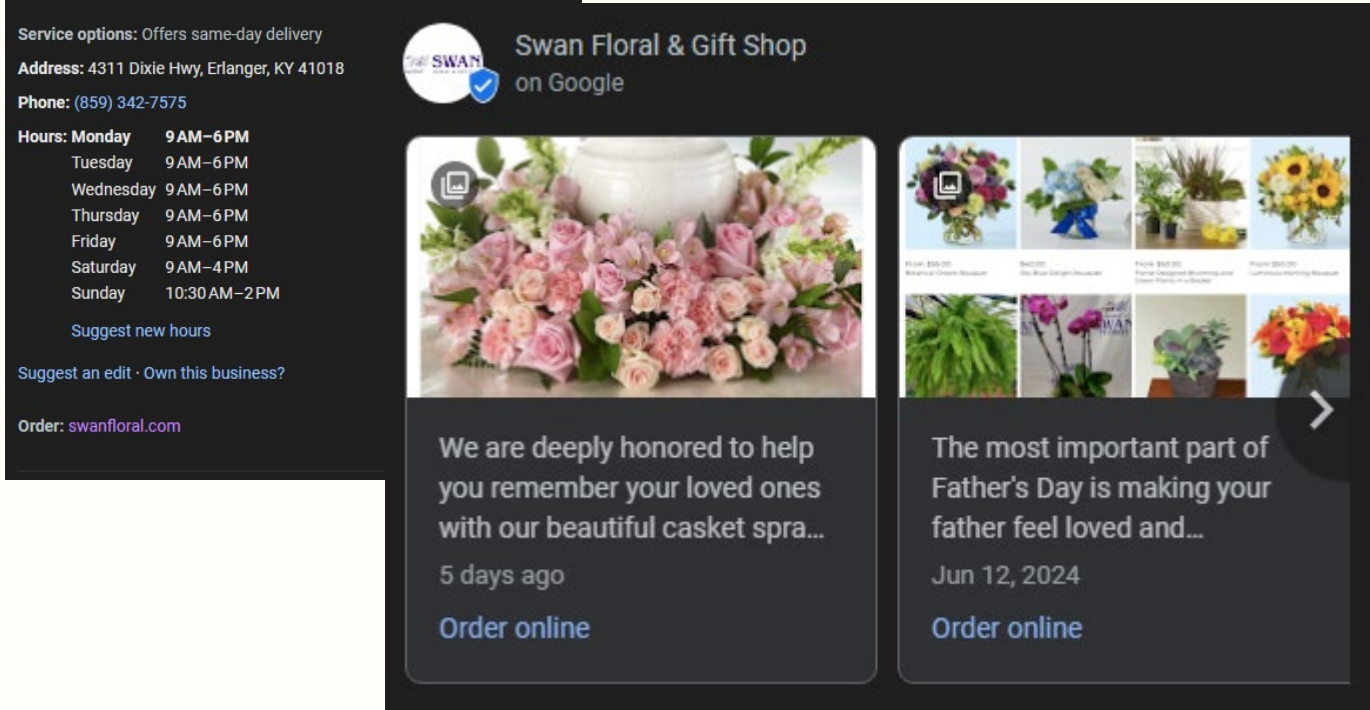 Service options: Offers same-day delivery
Address: 4311 Dixie Hwy, Erlanger, KY 41018
Phone: (859) 342-7575
Hours: Monday 9 AM–6 PM
Tuesday 9 AM–6 PM
Wednesday 9 AM–6 PM
Thursday 9 AM–6 PM
Friday 9 AM–6 PM
Saturday 9 AM–4 PM
Sunday 10:30 AM–2 PM
Suggest new hours
Suggest an edit · Own this business?
Order: swanfloral.com
SWAN
Swan Floral & Gift Shop
on Google
We are deeply honored to help
you remember your loved ones
with our beautiful casket spra...
5 days ago
Order online
The most important part of
Father's Day is making your
father feel loved and...
Jun 12, 2024
Order online